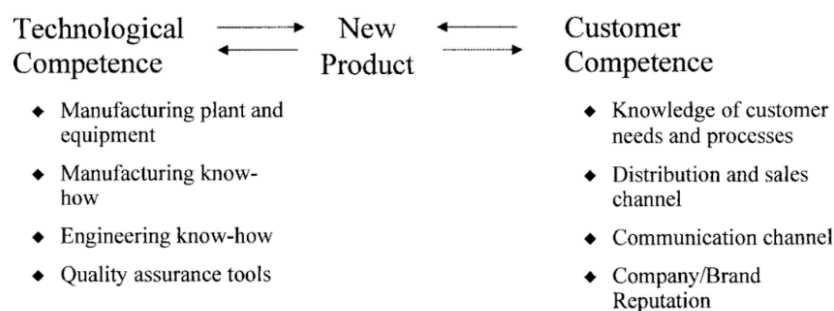 Technological
Competence
New
Product
Customer
Competence
◆ Manufacturing plant and
equipment
◆ Manufacturing know-
how
◆ Engineering know-how
◆ Quality assurance tools
◆ Knowledge of customer
needs and processes
◆ Distribution and sales
channel
◆ Communication channel
◆ Company/Brand
Reputation